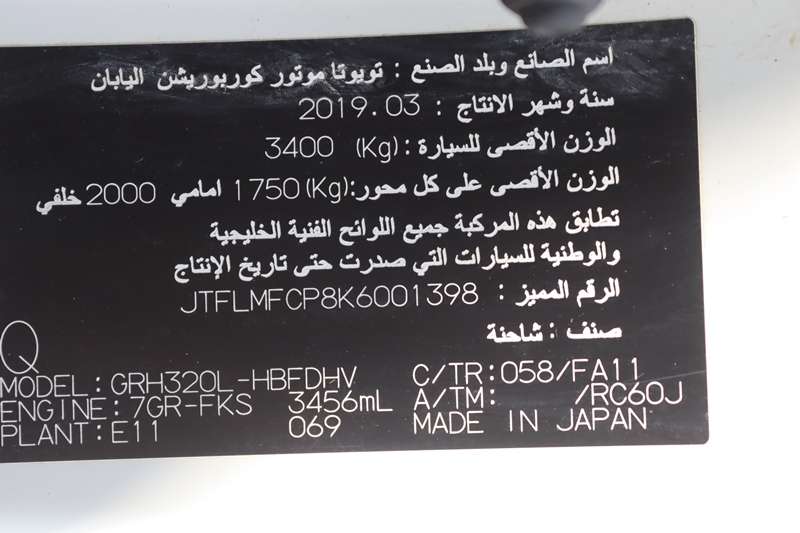 اسم الصانع وبلد الصنع : تويوتا موتور كوربوريشن اليابان
سنة وشهر الانتاج : 2019.03
الوزن الأقصى للسيارة : 3400 (Kg)
الوزن الأقصى على كل محور:(Kg) 1750 امامي 2000 خلفي
تطابق هذه المركبة جميع اللوائح الفنية الخليجية
والوطنية للسيارات التي صدرت حتى تاريخ الإنتاج
الرقم المميز : JTFLMFCP8K6001398
صنف : شاحنة
Q
MODEL:GRH320L-HBFDHV C/TR:058/FA11
ENGINE:7GR-FKS 3456mL A/TM: /RC60J
PLANT:E11 069 MADE IN JAPAN